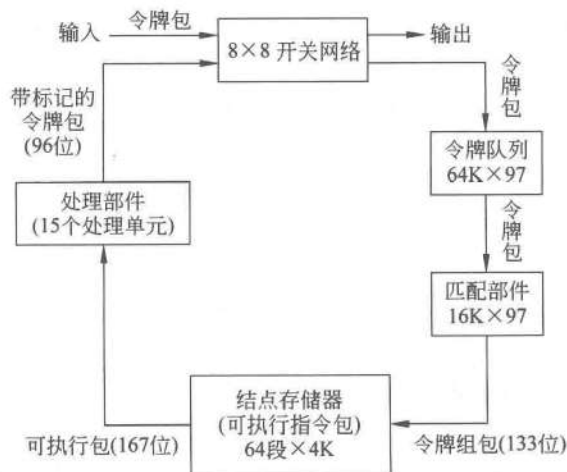 输入
令牌包
8×8 开关网络
输出
令牌包
带标记的
令牌包
(96位)
令牌队列
64K×97
处理部件
(15个处理单元)
令牌包
匹配部件
16K×97
结点存储器
(可执行指令包)
64段×4K
可执行包(167位)
令牌组包(133位)